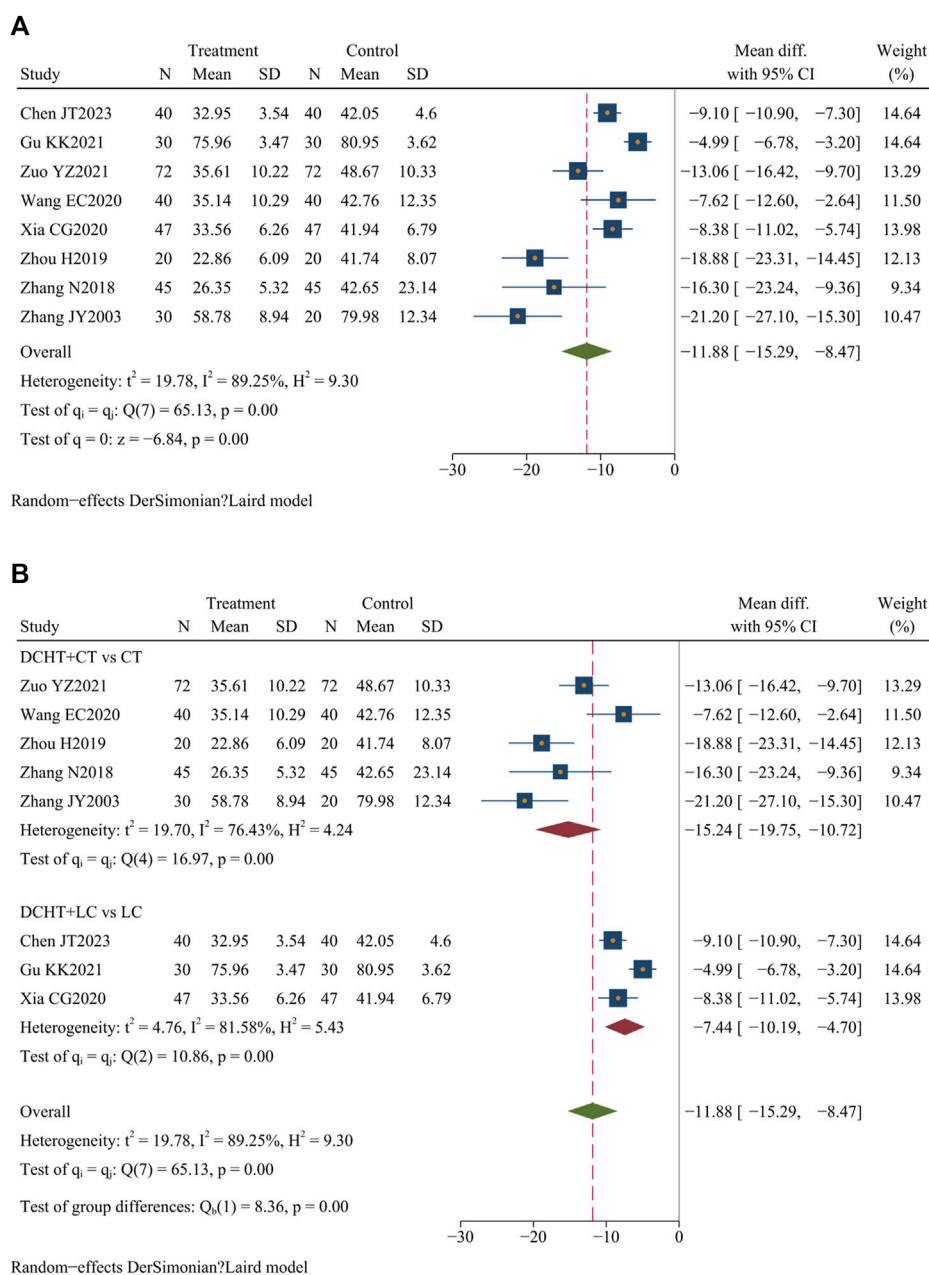 A
Treatment Control Mean diff. Weight
Study N Mean SD N Mean SD with 95% CI (%)
Chen JT2023 40 32.95 3.54 40 42.05 4.6 −9.10 [ −10.90, −7.30] 14.64
Gu KK2021 30 75.96 3.47 30 80.95 3.62 −4.99 [ −6.78, −3.20] 14.64
Zuo YZ2021 72 35.61 10.22 72 48.67 10.33 −13.06 [ −16.42, −9.70] 13.29
Wang EC2020 40 35.14 10.29 40 42.76 12.35 −7.62 [ −12.60, −2.64] 11.50
Xia CG2020 47 33.56 6.26 47 41.94 6.79 −8.38 [ −11.02, −5.74] 13.98
Zhou H2019 20 22.86 6.09 20 41.74 8.07 −18.88 [ −23.31, −14.45] 12.13
Zhang N2018 45 26.35 5.32 45 42.65 23.14 −16.30 [ −23.24, −9.36] 9.34
Zhang JY2003 30 58.78 8.94 20 79.98 12.34 −21.20 [ −27.10, −15.30] 10.47
Overall −11.88 [ −15.29, −8.47]
Heterogeneity: t² = 19.78, I² = 89.25%, H² = 9.30
Test of qᵢ = qⱼ: Q(7) = 65.13, p = 0.00
Test of q = 0: z = −6.84, p = 0.00
−30 −20 −10 0
Random−effects DerSimonian?Laird model
B
Treatment Control Mean diff. Weight
Study N Mean SD N Mean SD with 95% CI (%)
DCHT+CT vs CT
Zuo YZ2021 72 35.61 10.22 72 48.67 10.33 −13.06 [ −16.42, −9.70] 13.29
Wang EC2020 40 35.14 10.29 40 42.76 12.35 −7.62 [ −12.60, −2.64] 11.50
Zhou H2019 20 22.86 6.09 20 41.74 8.07 −18.88 [ −23.31, −14.45] 12.13
Zhang N2018 45 26.35 5.32 45 42.65 23.14 −16.30 [ −23.24, −9.36] 9.34
Zhang JY2003 30 58.78 8.94 20 79.98 12.34 −21.20 [ −27.10, −15.30] 10.47
Heterogeneity: t² = 19.70, I² = 76.43%, H² = 4.24 −15.24 [ −19.75, −10.72]
Test of qᵢ = qⱼ: Q(4) = 16.97, p = 0.00
DCHT+LC vs LC
Chen JT2023 40 32.95 3.54 40 42.05 4.6 −9.10 [ −10.90, −7.30] 14.64
Gu KK2021 30 75.96 3.47 30 80.95 3.62 −4.99 [ −6.78, −3.20] 14.64
Xia CG2020 47 33.56 6.26 47 41.94 6.79 −8.38 [ −11.02, −5.74] 13.98
Heterogeneity: t² = 4.76, I² = 81.58%, H² = 5.43 −7.44 [ −10.19, −4.70]
Test of qᵢ = qⱼ: Q(2) = 10.86, p = 0.00
Overall −11.88 [ −15.29, −8.47]
Heterogeneity: t² = 19.78, I² = 89.25%, H² = 9.30
Test of qᵢ = qⱼ: Q(7) = 65.13, p = 0.00
Test of group differences: Q_b(1) = 8.36, p = 0.00
−30 −20 −10 0
Random−effects DerSimonian?Laird model